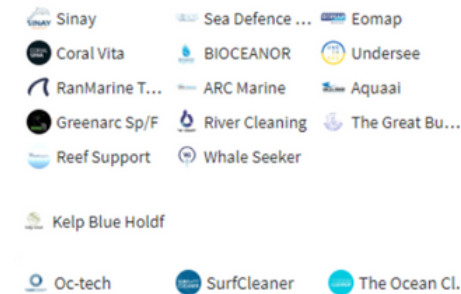 Sinay Sea Defence ... Eomap
Coral Vita BIOCEANOR Undersee
RanMarine T... ARC Marine Aquaai
Greenarc Sp/F River Cleaning The Great Bu...
Reef Support Whale Seeker
Kelp Blue Holdf
Oc-tech SurfCleaner The Ocean Cl.